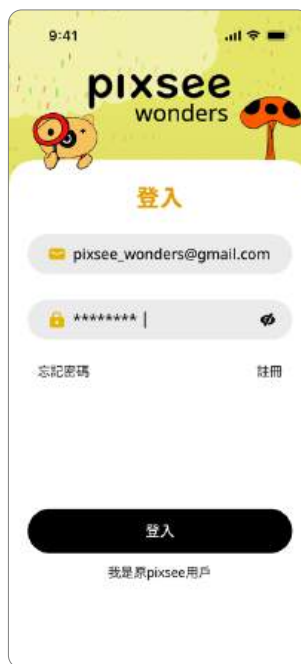 9:41
pixsee
wonders
登入
pixsee_wonders@gmail.com
******** |
忘記密碼 註冊
登入
我是原pixsee用戶